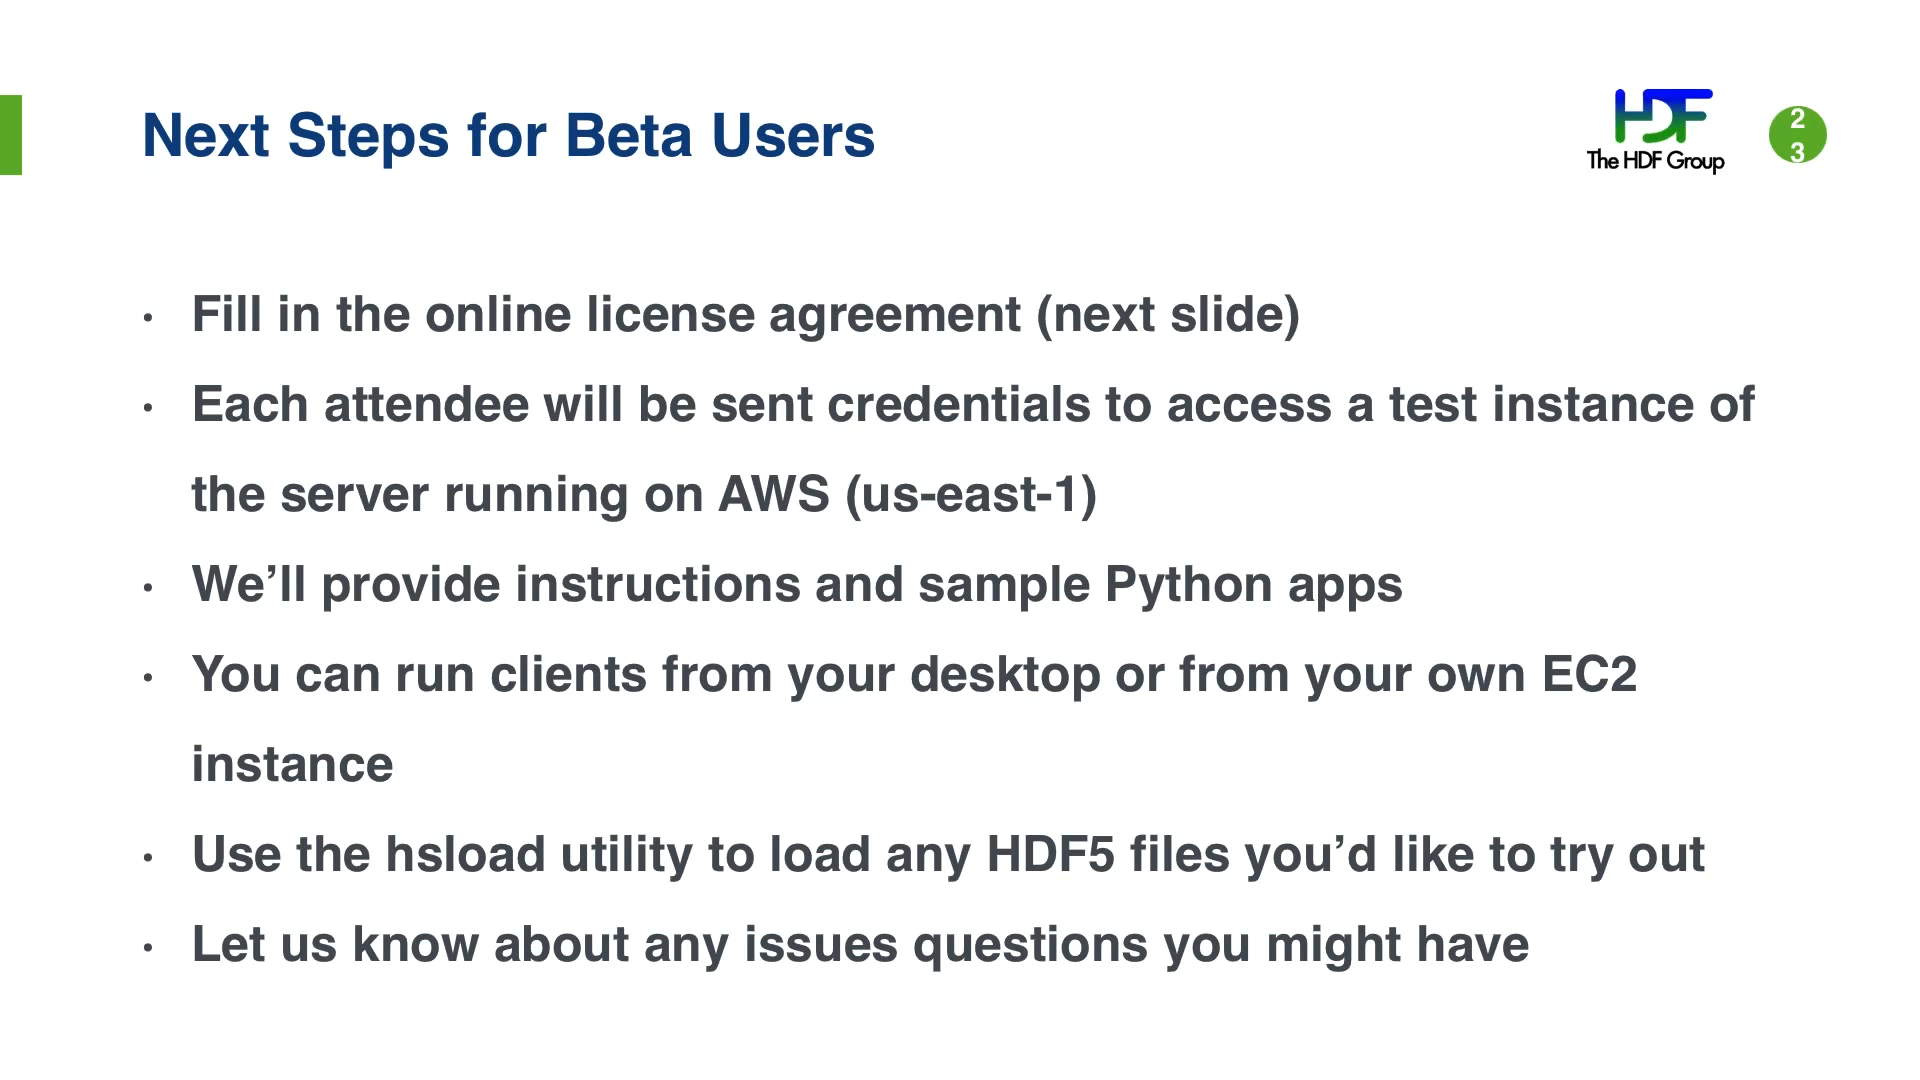 Next Steps for Beta Users
HDF
The HDF Group
2
3
• Fill in the online license agreement (next slide)
• Each attendee will be sent credentials to access a test instance of
the server running on AWS (us-east-1)
• We’ll provide instructions and sample Python apps
• You can run clients from your desktop or from your own EC2
instance
• Use the hsload utility to load any HDF5 files you’d like to try out
• Let us know about any issues questions you might have